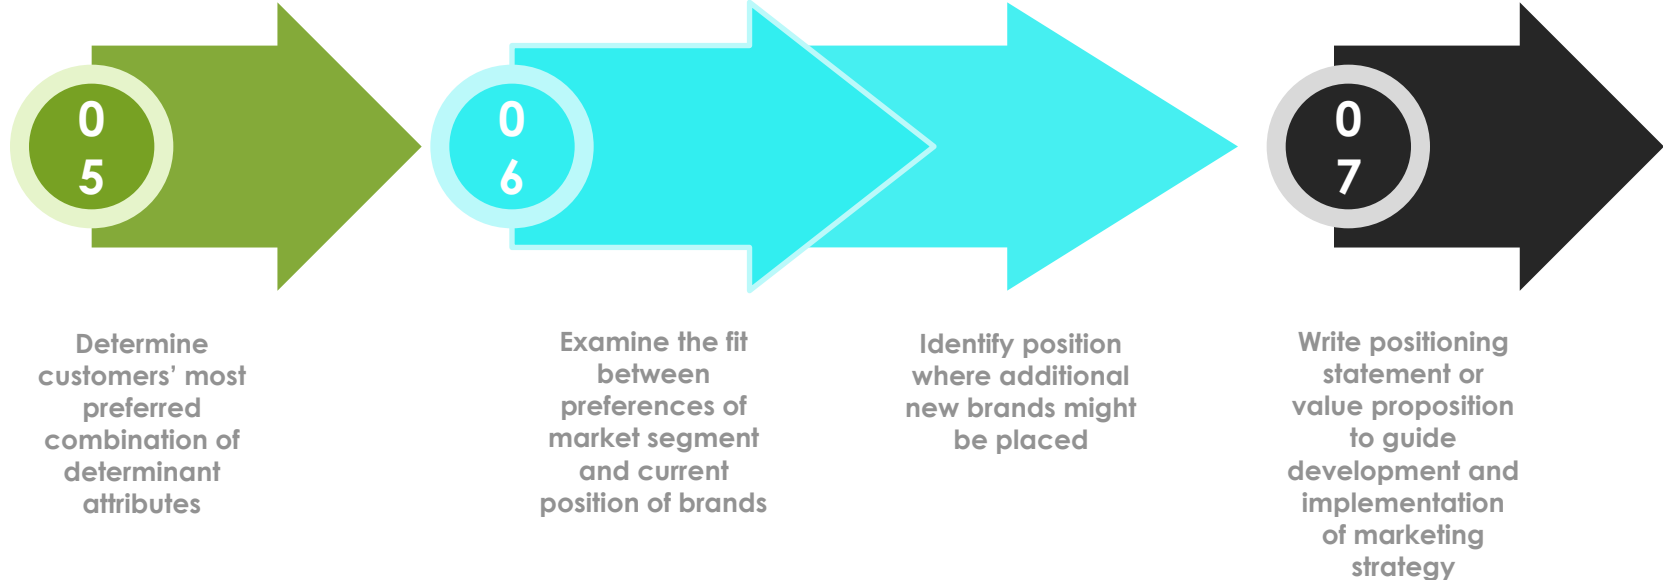 0
5
0
6
0
7
Determine
customers’ most
preferred
combination of
determinant
attributes
Examine the fit
between
preferences of
market segment
and current
position of brands
Identify position
where additional
new brands might
be placed
Write positioning
statement or
value proposition
to guide
development and
implementation
of marketing
strategy